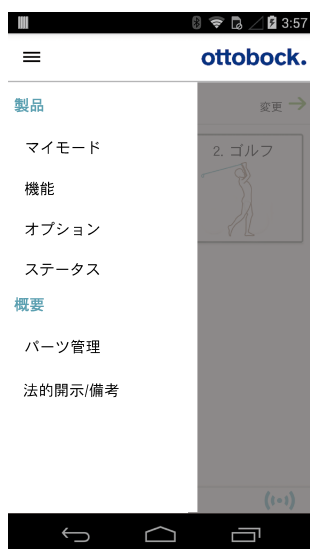 3:57
ottobock.
製品
変更
マイモード
2. ゴルフ
機能
オプション
ステータス
概要
パーツ管理
法的開示/備考